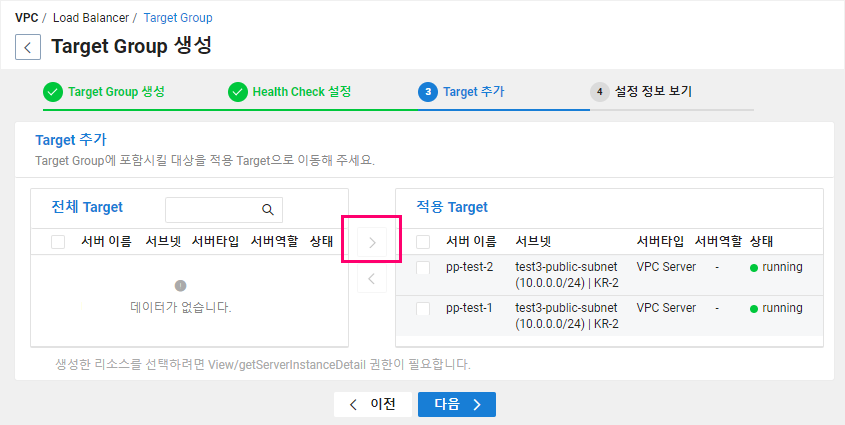 VPC / Load Balancer / Target Group
Target Group 생성
Target Group 생성
Health Check 설정
3 Target 추가
4 설정 정보 보기
Target 추가
Target Group에 포함시킬 대상을 적용 Target으로 이동해 주세요.
전체 Target
서버 이름 서브넷 서버타입 서버역할 상태
데이터가 없습니다.
적용 Target
서버 이름 서브넷 서버타입 서버역할 상태
pp-test-2 test3-public-subnet VPC Server - running
(10.0.0.0/24) | KR-2
pp-test-1 test3-public-subnet VPC Server - running
(10.0.0.0/24) | KR-2
생성한 리소스를 선택하려면 View/getServerInstanceDetail 권한이 필요합니다.
이전 다음